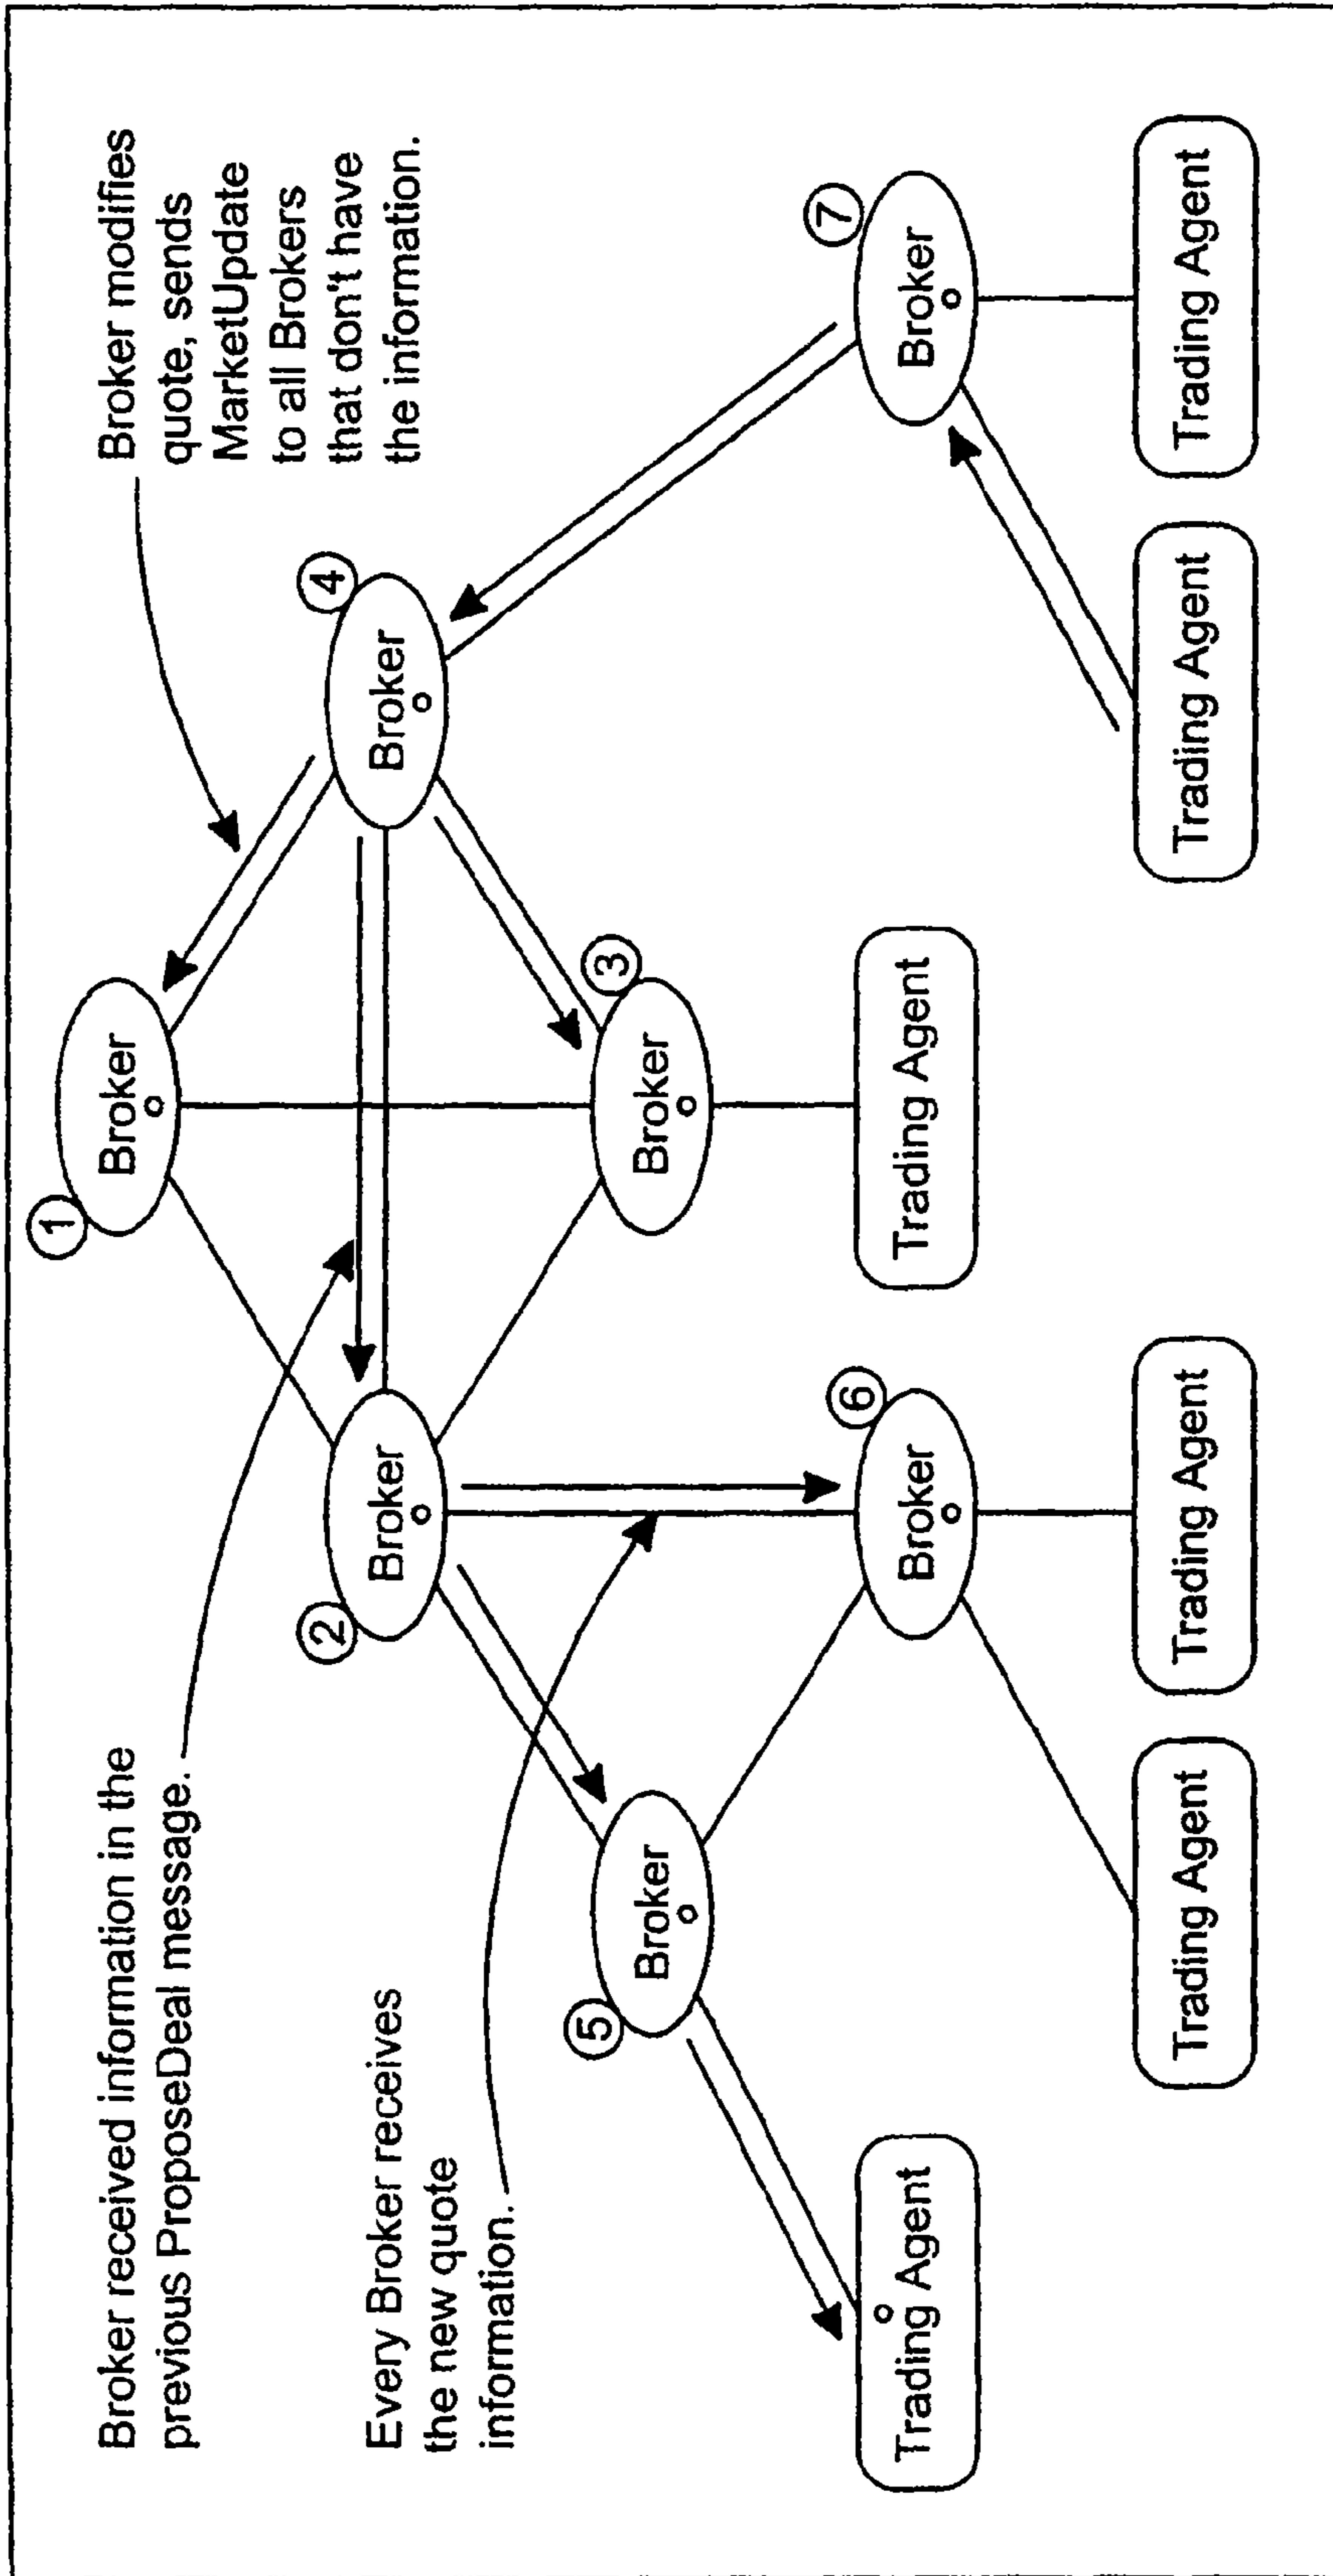 Broker received information in the
previous ProposeDeal message.
Broker modifies
quote, sends
MarketUpdate
to all Brokers
that don't have
the information.
Every Broker receives
the new quote
information.
1
Broker
2
Broker
4
Broker
5
Broker
3
Broker
6
Broker
7
Broker
Trading Agent
Trading Agent
Trading Agent
Trading Agent
Trading Agent
Trading Agent